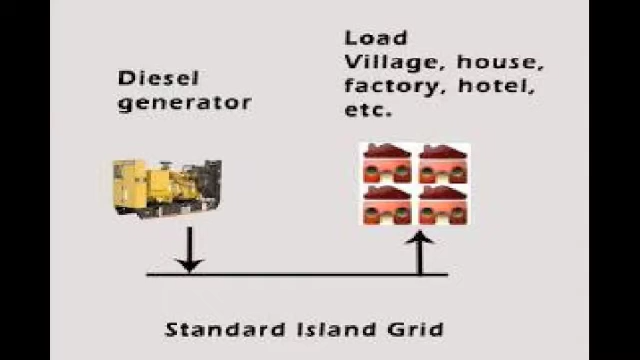 Diesel
generator
Load
Village, house,
factory, hotel,
etc.
Standard Island Grid